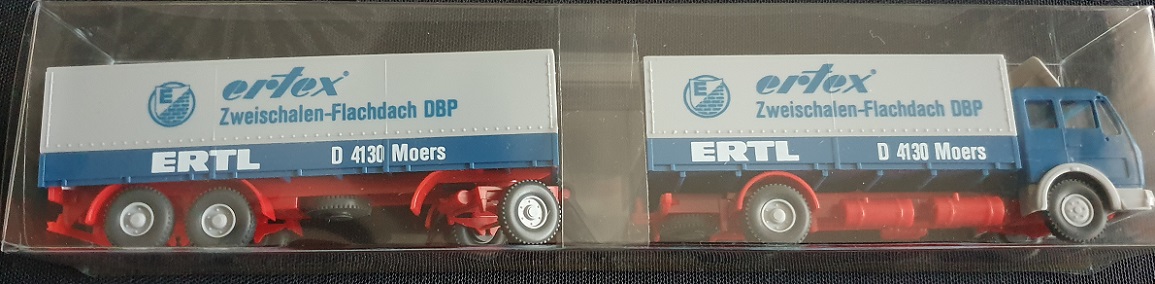 E
ertex®
Zweischalen-Flachdach DBP
ERTL D 4130 Moers
E
ertex®
Zweischalen-Flachdach DBP
ERTL D 4130 Moers